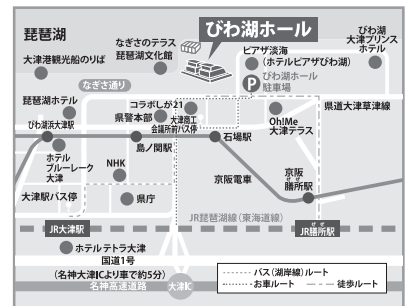 びわ湖ホール
琵琶湖
なぎさのテラス
琵琶湖文化館
大津港観光船のりば
なぎさ通り
ピアザ淡海
(ホテルピアザびわ湖)
びわ湖
大津プリンス
ホテル
P
びわ湖ホール
駐車場
琵琶湖ホテル
コラボしが21
県警本部
大津商工
会議所前バス停
県道大津草津線
Oh!Me
大津テラス
びわ湖浜大津駅
島ノ関駅
石場駅
ホテル
ブルーレーク
大津
NHK
京阪電車
京阪
膳所駅
ぜぜ
大津駅バス停
県庁
JR琵琶湖線(東海道線)
JR大津駅
JR膳所駅
ぜぜ
ホテルテトラ大津
国道1号
(名神大津ICより車で約5分)
名神高速道路
大津IC
バス(湖岸線)ルート
お車ルート
徒歩ルート